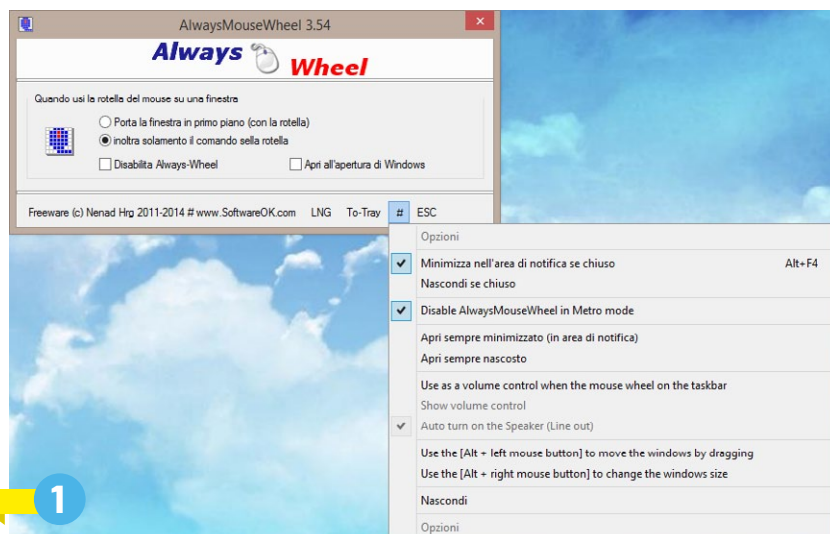 AlwaysMouseWheel 3.54
Always Wheel
Quando usi la rotella del mouse su una finestra
Porta la finestra in primo piano (con la rotella)
inoltra solamento il comando sella rotella
Disabilita Always-Wheel Apri all'apertura di Windows
Freeware (c) Nenad Hrg 2011-2014 # www.SoftwareOK.com LNG To-Tray # ESC
Opzioni
Minimizza nell'area di notifica se chiuso Alt+F4
Nascondi se chiuso
Disable AlwaysMouseWheel in Metro mode
Apri sempre minimizzato (in area di notifica)
Apri sempre nascosto
Use as a volume control when the mouse wheel on the taskbar
Show volume control
Auto turn on the Speaker (Line out)
Use the [Alt + left mouse button] to move the windows by dragging
Use the [Alt + right mouse button] to change the windows size
Nascondi
Opzioni
1